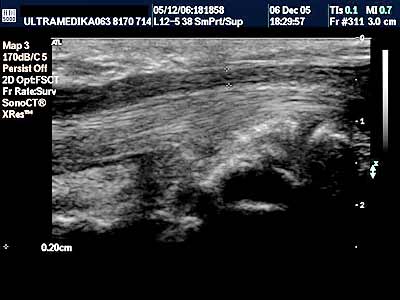 ULTRAMEDIKA063 8170 714
05/12/06:181858
L12-5 38 SmPrt/Sup
06 Dec 05
18:29:57
TIs 0.1 MI 0.7
Fr #311 3.0 cm
ATL
Map 3
170dB/C 5
Persist Off
2D Opt:FSCT
Fr Rate:Surv
SonoCT®
XRes™
0
1
2
0.20cm